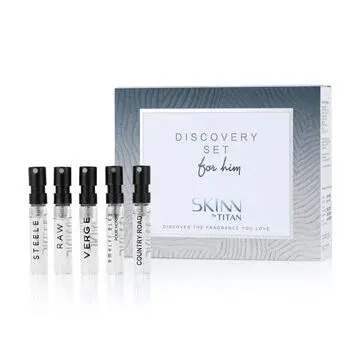 DISCOVERY
SET
for him
SKINN
by TITAN
DISCOVER THE FRAGRANCE YOU LOVE
STEELE
RAW
VERGE
COUNTRY ROAD